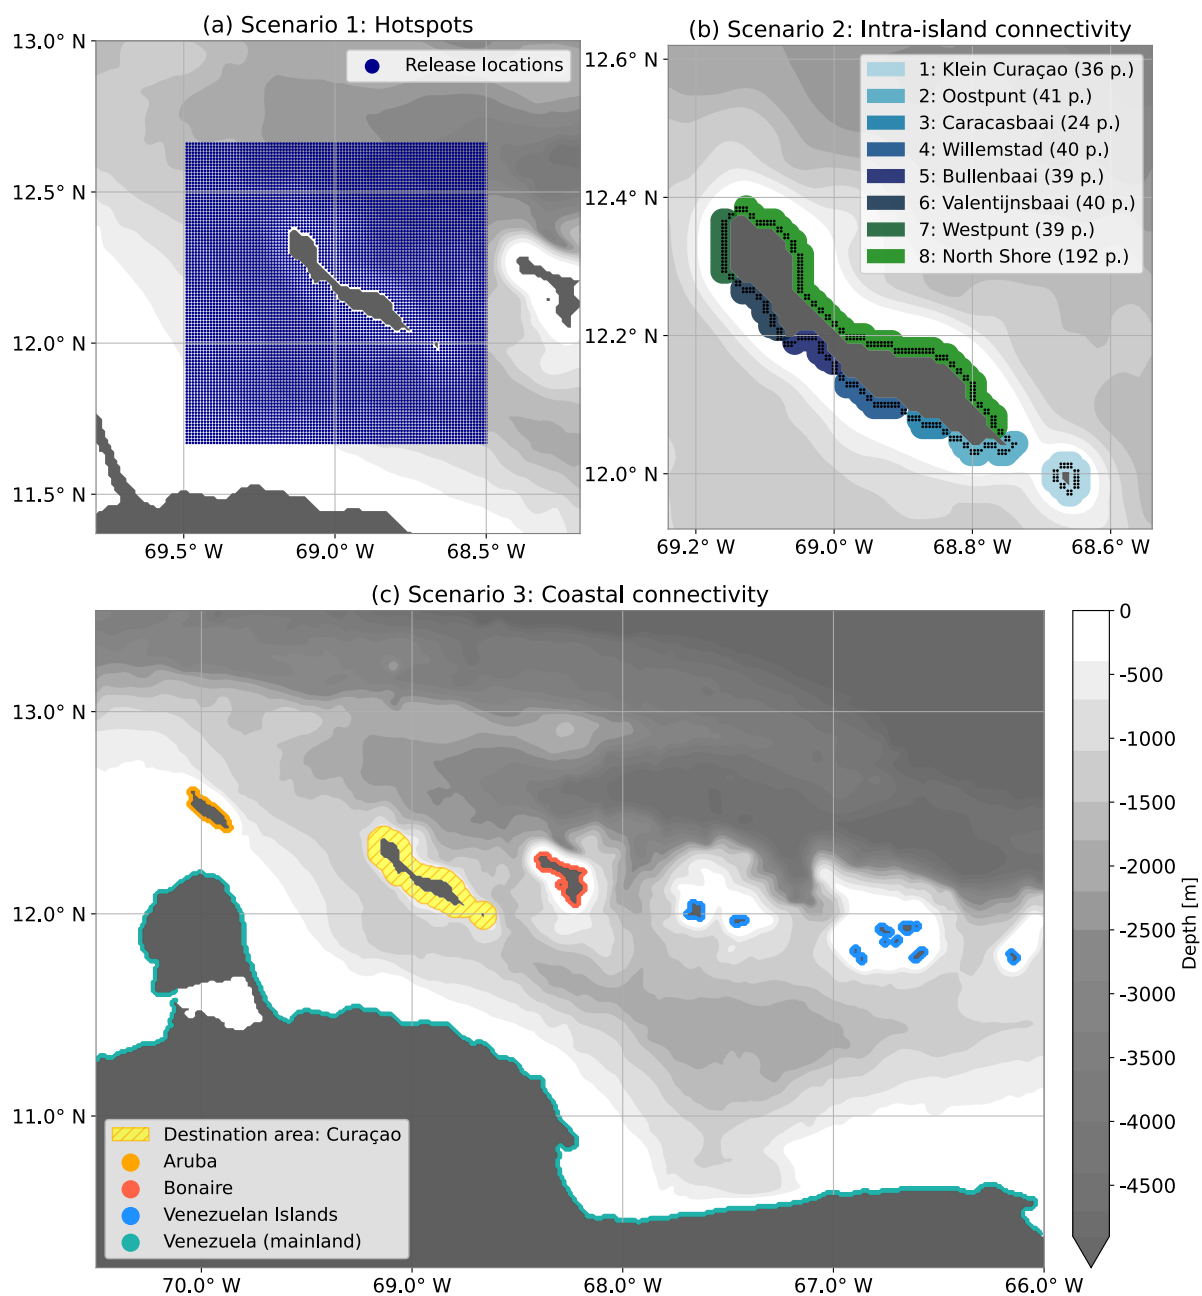 (a) Scenario 1: Hotspots
13.0° N
12.5° N
12.0° N
11.5° N
69.5° W
69.0° W
68.5° W
Release locations
(b) Scenario 2: Intra-island connectivity
12.6° N
12.4° N
12.2° N
12.0° N
69.2° W
69.0° W
68.8° W
68.6° W
1: Klein Curaçao (36 p.)
2: Oostpunt (41 p.)
3: Caracasbaai (24 p.)
4: Willemstad (40 p.)
5: Bullenbaai (39 p.)
6: Valentijnsbaai (40 p.)
7: Westpunt (39 p.)
8: North Shore (192 p.)
(c) Scenario 3: Coastal connectivity
13.0° N
12.0° N
11.0° N
70.0° W
69.0° W
68.0° W
67.0° W
66.0° W
Destination area: Curaçao
Aruba
Bonaire
Venezuelan Islands
Venezuela (mainland)
0
-500
-1000
-1500
-2000
-2500
-3000
-3500
-4000
-4500
Depth [m]